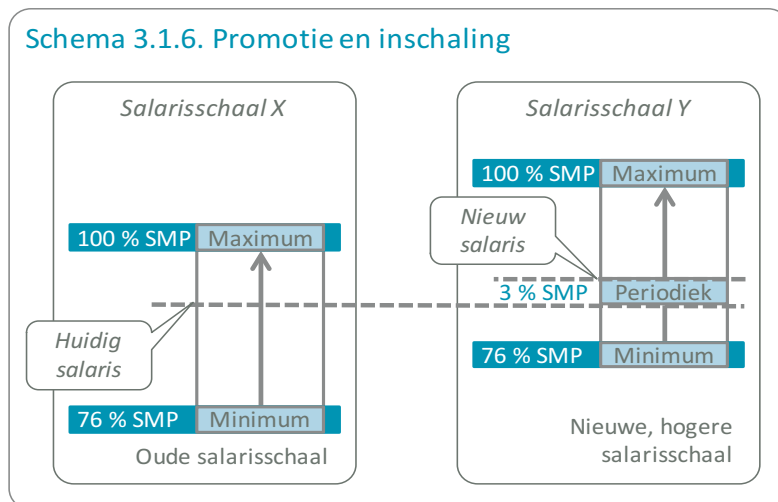 Schema 3.1.6. Promotie en inschaling
Salarisschaal X
100 % SMP Maximum
Huidig
salaris
76 % SMP Minimum
Oude salarisschaal
Salarisschaal Y
100 % SMP Maximum
Nieuw
salaris
3 % SMP Periodiek
76 % SMP Minimum
Nieuwe, hogere
salarisschaal